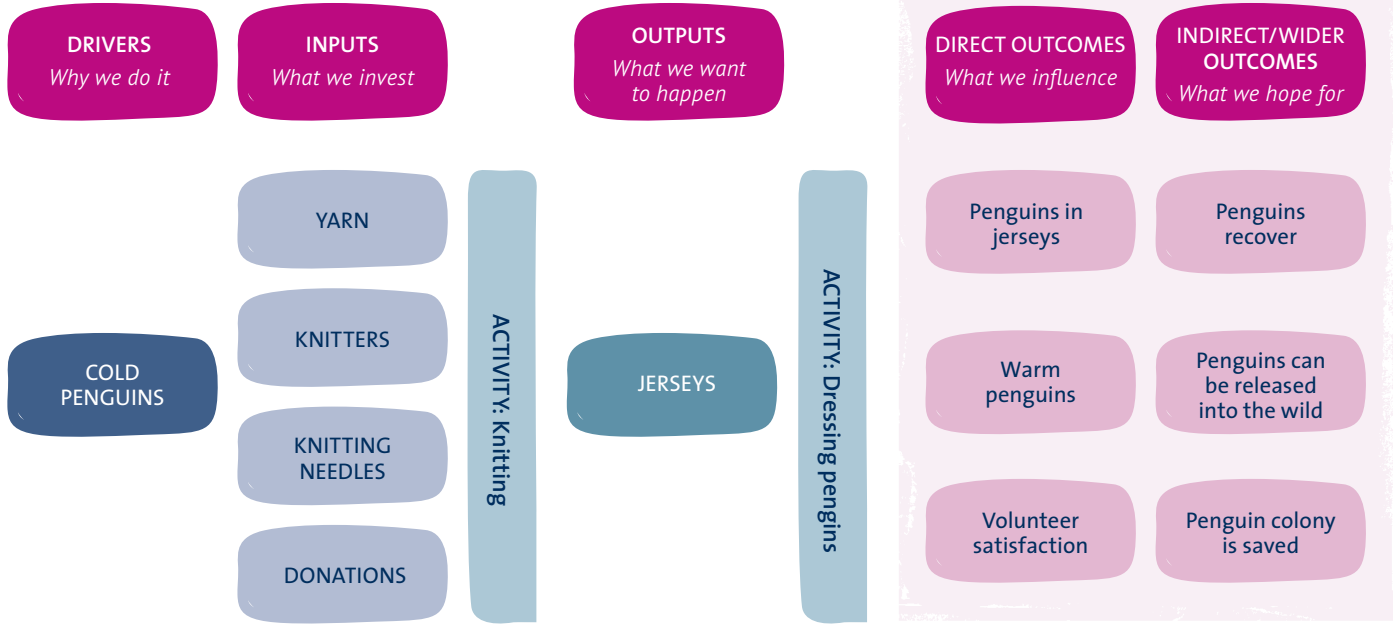 DRIVERS
Why we do it
INPUTS
What we invest
OUTPUTS
What we want
to happen
DIRECT OUTCOMES
What we influence
INDIRECT/WIDER
OUTCOMES
What we hope for
COLD
PENGUINS
YARN
KNITTERS
KNITTING
NEEDLES
DONATIONS
ACTIVITY: Knitting
JERSEYS
ACTIVITY: Dressing pengins
Penguins in
jerseys
Warm
penguins
Volunteer
satisfaction
Penguins
recover
Penguins can
be released
into the wild
Penguin colony
is saved